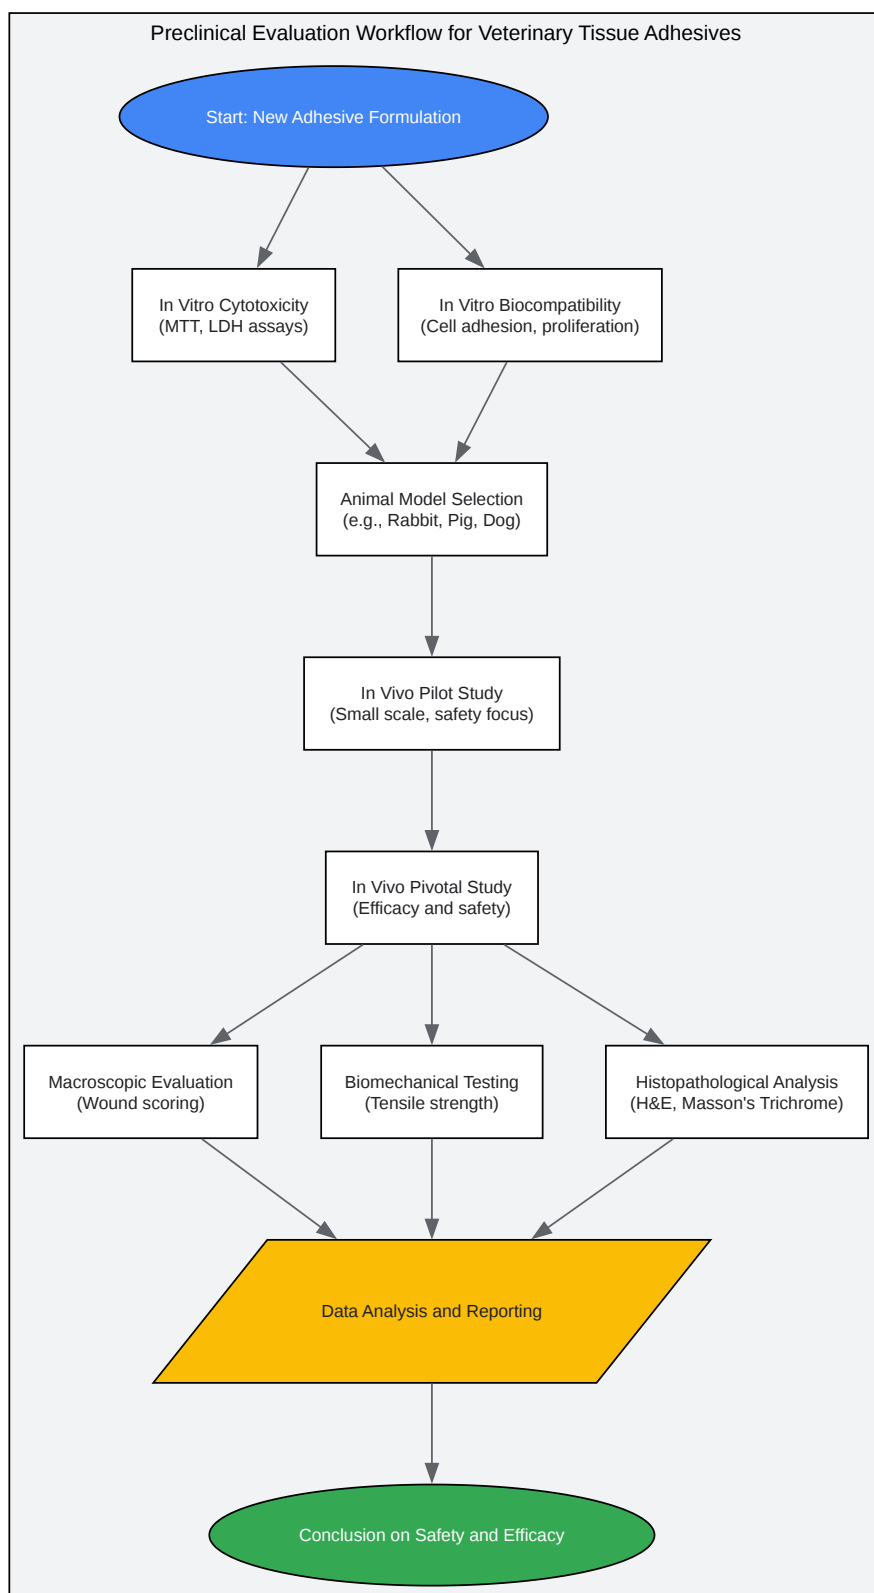 Preclinical Evaluation Workflow for Veterinary Tissue Adhesives
Start: New Adhesive Formulation
In Vitro Cytotoxicity
(MTT, LDH assays)
In Vitro Biocompatibility
(Cell adhesion, proliferation)
Animal Model Selection
(e.g., Rabbit, Pig, Dog)
In Vivo Pilot Study
(Small scale, safety focus)
In Vivo Pivotal Study
(Efficacy and safety)
Macroscopic Evaluation
(Wound scoring)
Biomechanical Testing
(Tensile strength)
Histopathological Analysis
(H&E, Masson's Trichrome)
Data Analysis and Reporting
Conclusion on Safety and Efficacy